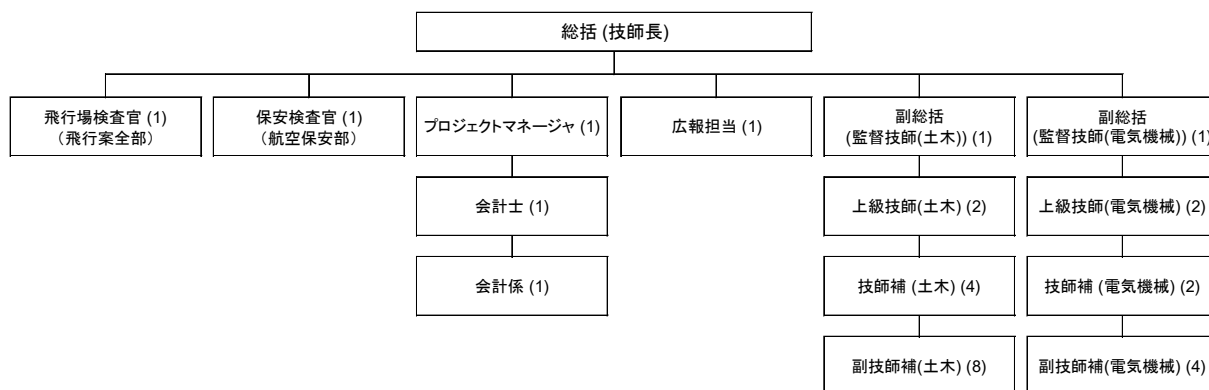 総括 (技師長)
飛行場検査官 (1)
（飛行案全部）
保安検査官 (1)
（航空保安部）
プロジェクトマネージャ (1)
広報担当 (1)
副総括
(監督技師(土木)) (1)
副総括
(監督技師(電気機械)) (1)
会計士 (1)
上級技師(土木) (2)
上級技師(電気機械) (2)
会計係 (1)
技師補 (土木) (4)
技師補 (電気機械) (2)
副技師補(土木) (8)
副技師補(電気機械) (4)